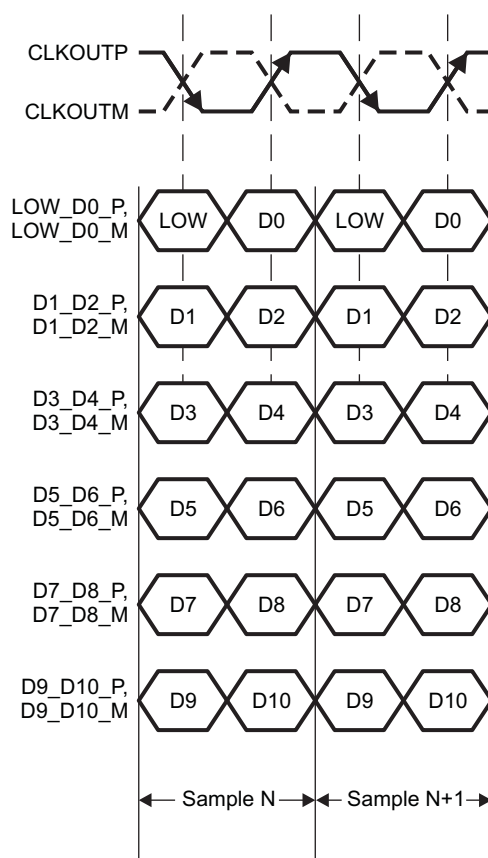 CLKOUTP
CLKOUTM
LOW_D0_P,
LOW_D0_M
LOW D0 LOW D0
D1_D2_P,
D1_D2_M
D1 D2 D1 D2
D3_D4_P,
D3_D4_M
D3 D4 D3 D4
D5_D6_P,
D5_D6_M
D5 D6 D5 D6
D7_D8_P,
D7_D8_M
D7 D8 D7 D8
D9_D10_P,
D9_D10_M
D9 D10 D9 D10
Sample N Sample N+1